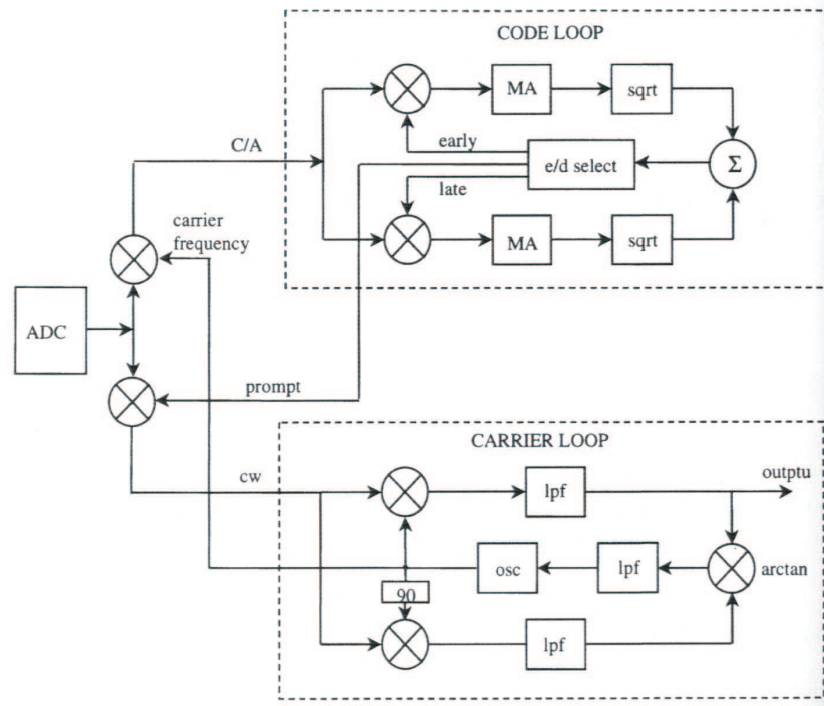 CODE LOOP
MA
sqrt
C/A
early
e/d select
Σ
late
carrier
frequency
MA
sqrt
ADC
prompt
CARRIER LOOP
cw
lpf
outptu
osc
lpf
arctan
90
lpf